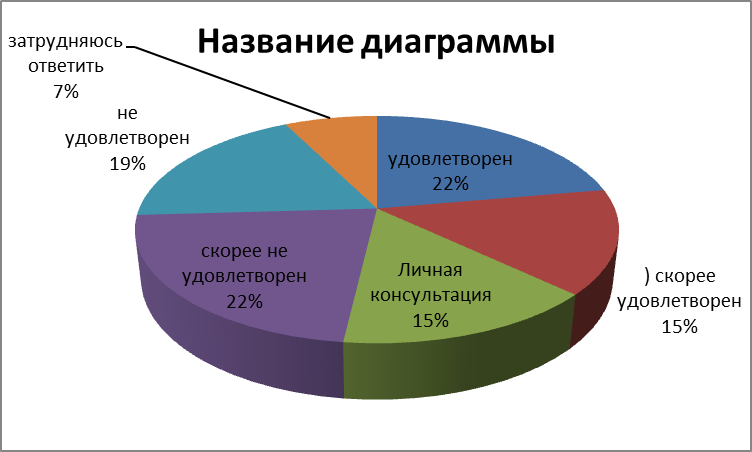 Название диаграммы
затрудняюсь
ответить
7%
удовлетворен
22%
) скорее
удовлетворен
15%
Личная
консультация
15%
скорее не
удовлетворен
22%
не
удовлетворен
19%